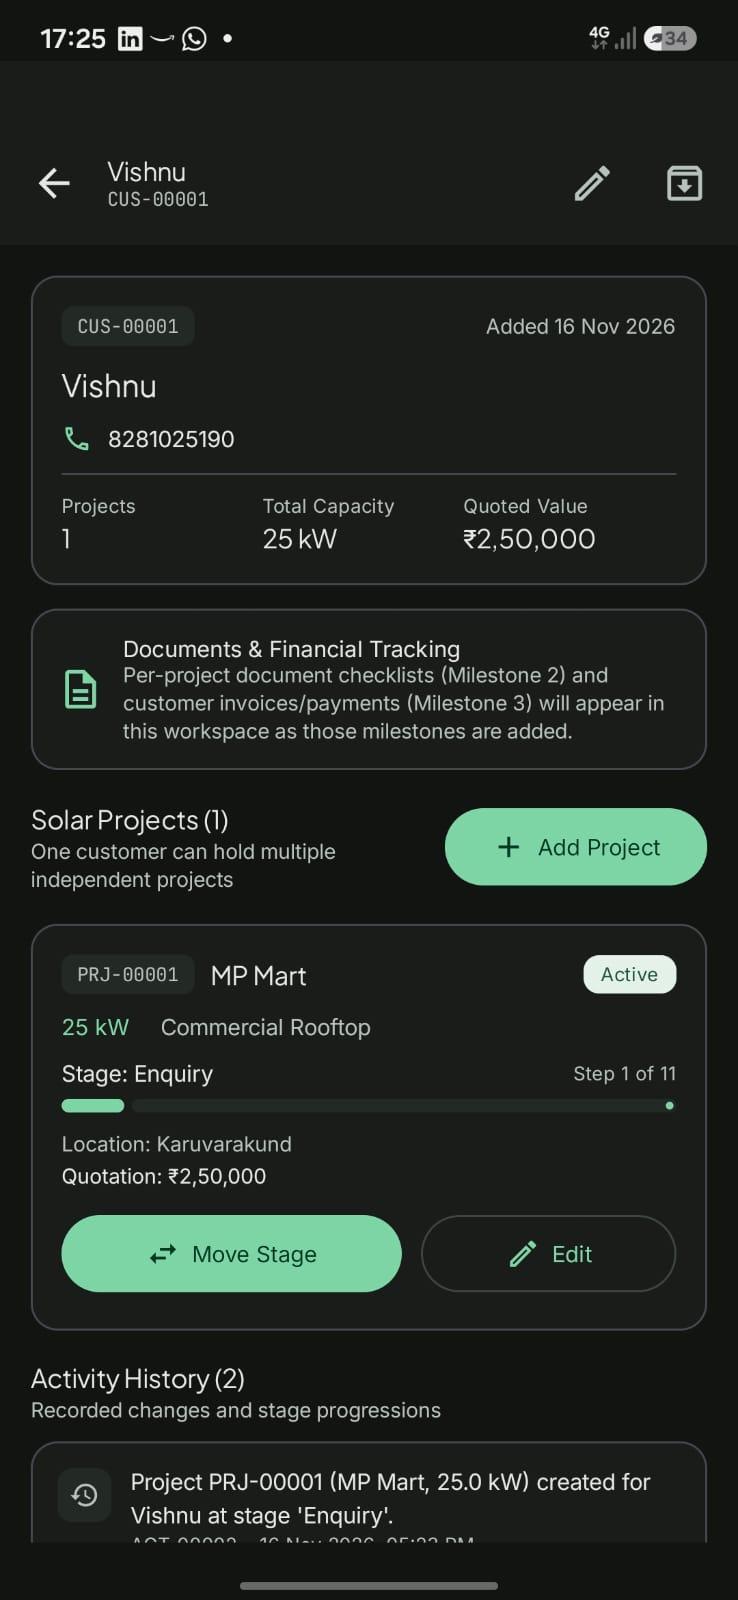 17:25
4G
34
Vishnu
CUS-00001
CUS-00001
Added 16 Nov 2026
Vishnu
8281025190
Projects
Total Capacity
Quoted Value
1
25 kW
₹2,50,000
Documents & Financial Tracking
Per-project document checklists (Milestone 2) and
customer invoices/payments (Milestone 3) will appear in
this workspace as those milestones are added.
Solar Projects (1)
One customer can hold multiple
independent projects
+ Add Project
PRJ-00001
MP Mart
Active
25 kW
Commercial Rooftop
Stage: Enquiry
Step 1 of 11
Location: Karuvarakund
Quotation: ₹2,50,000
Move Stage
Edit
Activity History (2)
Recorded changes and stage progressions
Project PRJ-00001 (MP Mart, 25.0 kW) created for
Vishnu at stage 'Enquiry'.